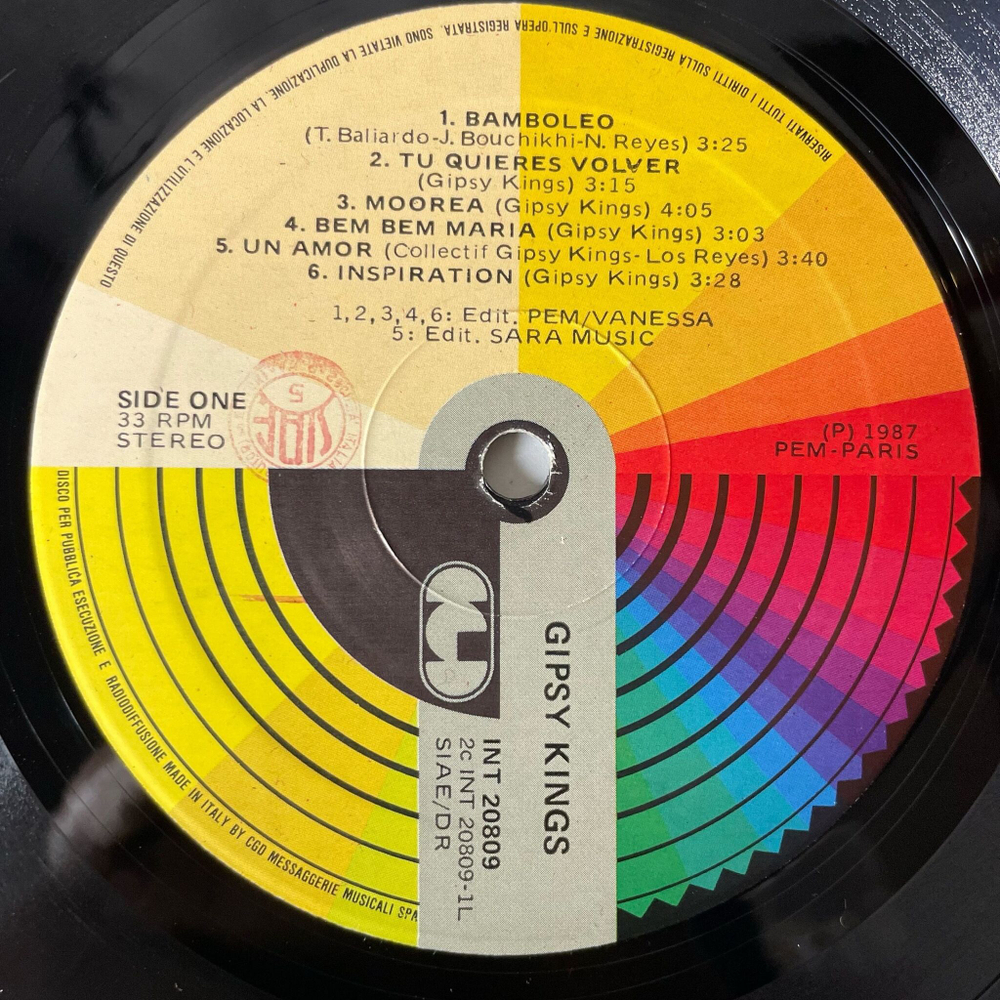 RISERVATI TUTTI I DIRITTI SULLA REGISTRAZIONE E SULL'OPERA REGISTRATA. SONO VIETATE LA DUPLICAZIONE, LA LOCAZIONE E L'UTILIZZAZIONE DI QUESTO
DISCO PER PUBBLICA ESECUZIONE E RADIODIFFUSIONE MADE IN ITALY BY CGD MESSAGGERIE MUSICALI SPA
1. BAMBOLEO
(T. Baliardo-J. Bouchikhi-N. Reyes) 3:25
2. TU QUIERES VOLVER
(Gipsy Kings) 3:15
3. MOOREA (Gipsy Kings) 4:05
4. BEM BEM MARIA (Gipsy Kings) 3:03
5. UN AMOR (Collectif Gipsy Kings-Los Reyes) 3:40
6. INSPIRATION (Gipsy Kings) 3:28
1,2,3,4,6: Edit. PEM/VANESSA
5: Edit. SARA MUSIC
SIDE ONE
33 RPM
STEREO
SIAE
5
(P) 1987
PEM-PARIS
GIPSY KINGS
INT 20809
2c INT 20809-1L
SIAE/DR